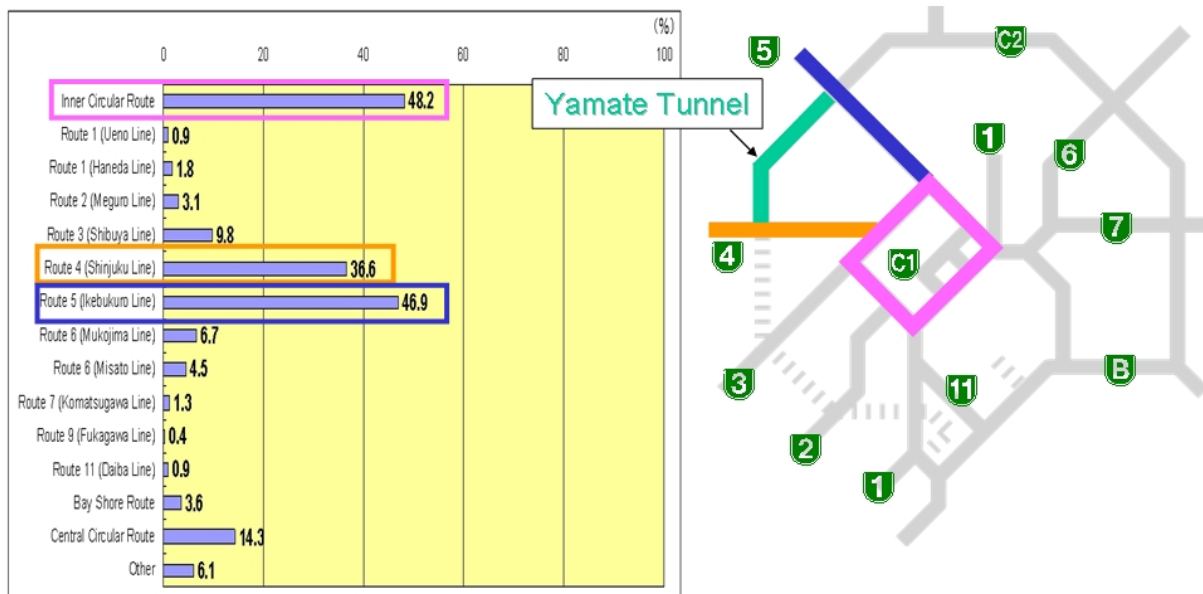 (%)
0 20 40 60 80 100
Inner Circular Route 48.2
Route 1 (Ueno Line) 0.9
Route 1 (Haneda Line) 1.8
Route 2 (Meguro Line) 3.1
Route 3 (Shibuya Line) 9.8
Route 4 (Shinjuku Line) 36.6
Route 5 (Ikebukuro Line) 46.9
Route 6 (Mukojima Line) 6.7
Route 6 (Misato Line) 4.5
Route 7 (Komatsugawa Line) 1.3
Route 9 (Fukagawa Line) 0.4
Route 11 (Daiba Line) 0.9
Bay Shore Route 3.6
Central Circular Route 14.3
Other 6.1
Yamate Tunnel
5
C2
1
6
7
4
C1
3
11
B
2
1